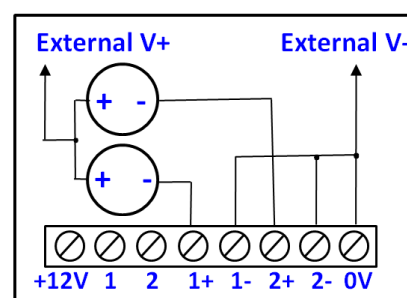 External V+ External V-
+ -
+ -
+12V 1 2 1+ 1- 2+ 2- 0V